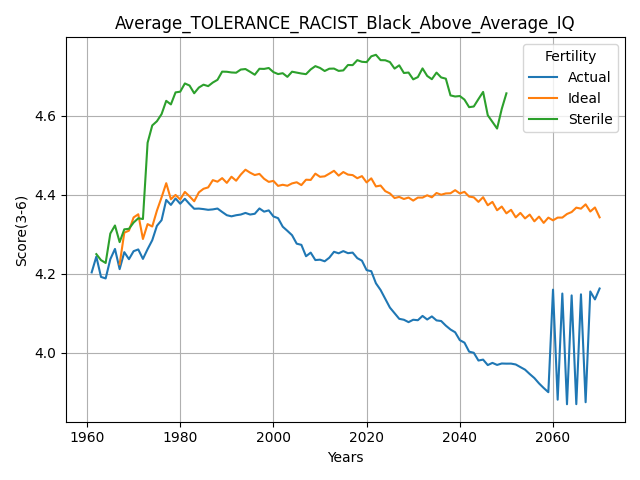 Average_TOLERANCE_RACIST_Black_Above_Average_IQ
Fertility
Actual
Ideal
Sterile
Score(3-6)
4.6
4.4
4.2
4.0
1960 1980 2000 2020 2040 2060
Years